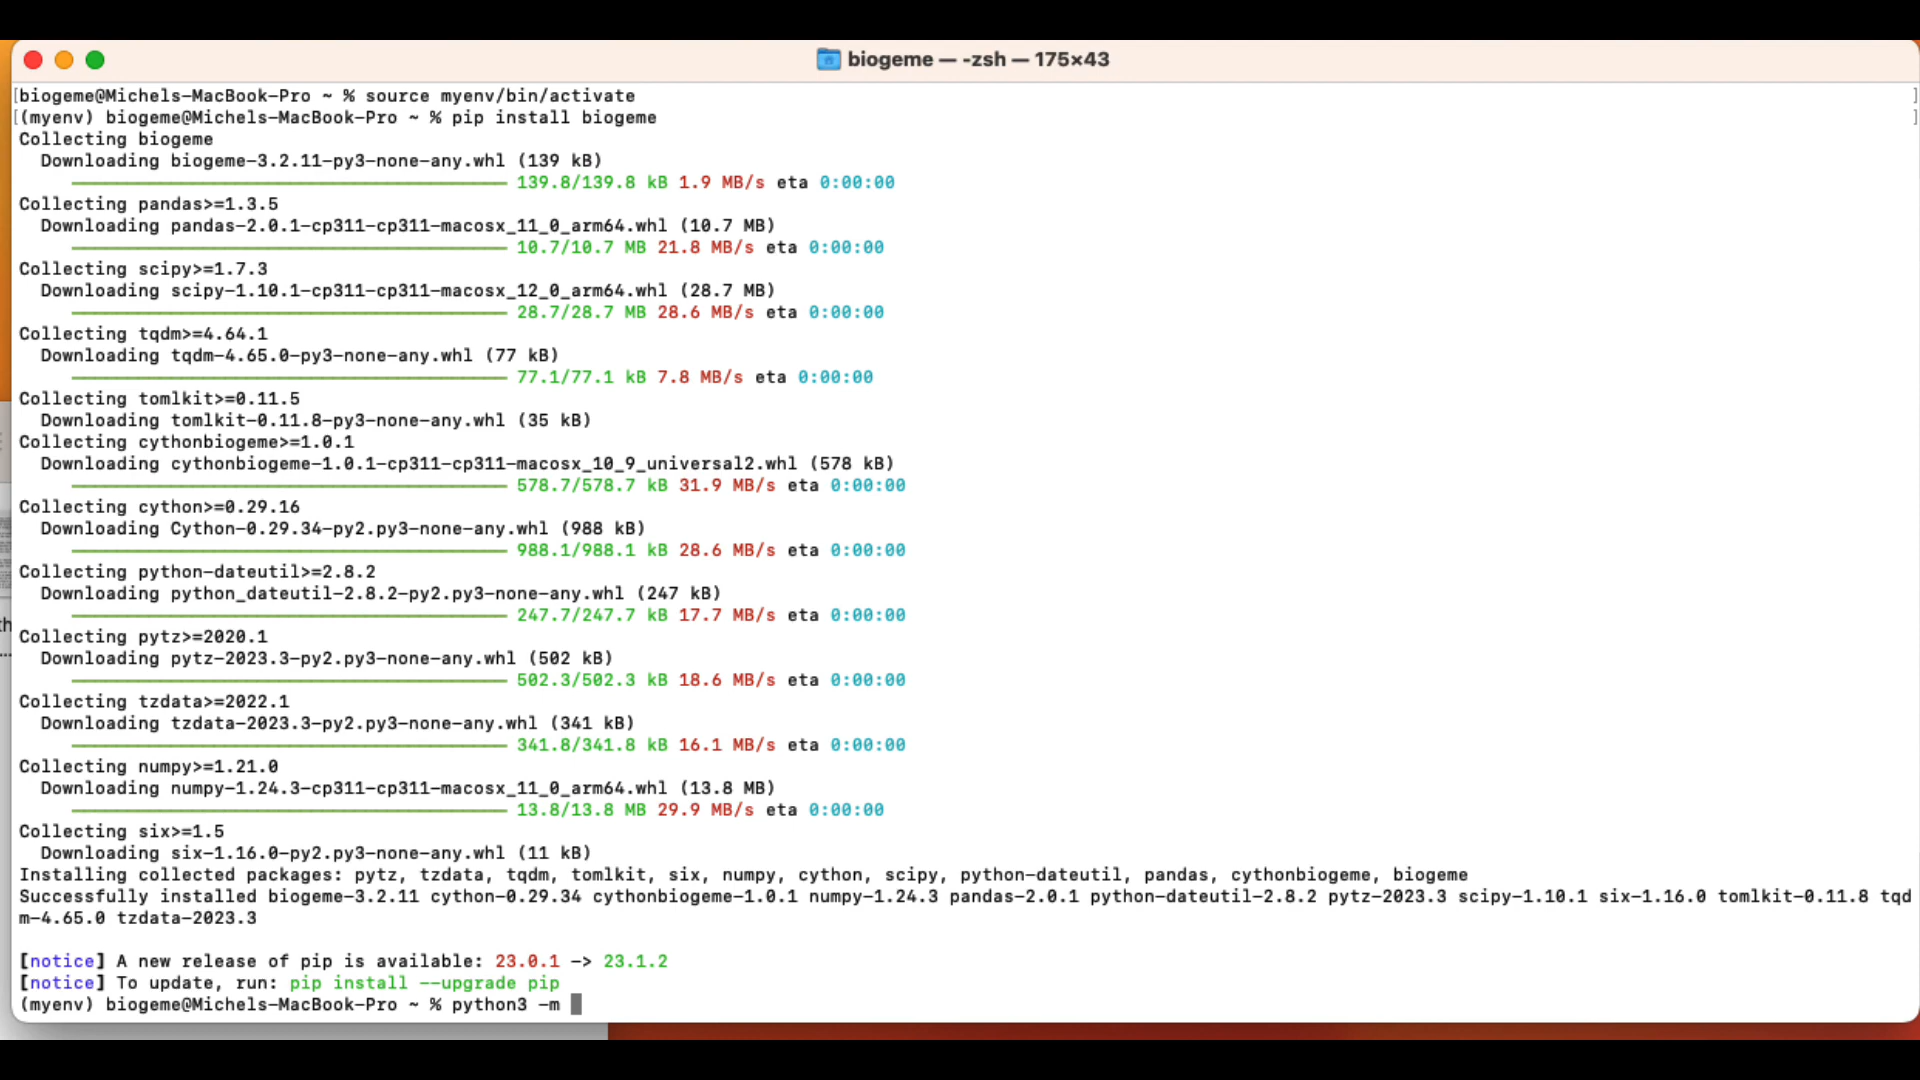 biogeme — -zsh — 175×43
[biogeme@Michels-MacBook-Pro ~ % source myenv/bin/activate ]
[(myenv) biogeme@Michels-MacBook-Pro ~ % pip install biogeme ]
Collecting biogeme
Downloading biogeme-3.2.11-py3-none-any.whl (139 kB)
139.8/139.8 kB 1.9 MB/s eta 0:00:00
Collecting pandas>=1.3.5
Downloading pandas-2.0.1-cp311-cp311-macosx_11_0_arm64.whl (10.7 MB)
10.7/10.7 MB 21.8 MB/s eta 0:00:00
Collecting scipy>=1.7.3
Downloading scipy-1.10.1-cp311-cp311-macosx_12_0_arm64.whl (28.7 MB)
28.7/28.7 MB 28.6 MB/s eta 0:00:00
Collecting tqdm>=4.64.1
Downloading tqdm-4.65.0-py3-none-any.whl (77 kB)
77.1/77.1 kB 7.8 MB/s eta 0:00:00
Collecting tomlkit>=0.11.5
Downloading tomlkit-0.11.8-py3-none-any.whl (35 kB)
Collecting cythonbiogeme>=1.0.1
Downloading cythonbiogeme-1.0.1-cp311-cp311-macosx_10_9_universal2.whl (578 kB)
578.7/578.7 kB 31.9 MB/s eta 0:00:00
Collecting cython>=0.29.16
Downloading Cython-0.29.34-py2.py3-none-any.whl (988 kB)
988.1/988.1 kB 28.6 MB/s eta 0:00:00
Collecting python-dateutil>=2.8.2
Downloading python_dateutil-2.8.2-py2.py3-none-any.whl (247 kB)
247.7/247.7 kB 17.7 MB/s eta 0:00:00
Collecting pytz>=2020.1
Downloading pytz-2023.3-py2.py3-none-any.whl (502 kB)
502.3/502.3 kB 18.6 MB/s eta 0:00:00
Collecting tzdata>=2022.1
Downloading tzdata-2023.3-py2.py3-none-any.whl (341 kB)
341.8/341.8 kB 16.1 MB/s eta 0:00:00
Collecting numpy>=1.21.0
Downloading numpy-1.24.3-cp311-cp311-macosx_11_0_arm64.whl (13.8 MB)
13.8/13.8 MB 29.9 MB/s eta 0:00:00
Collecting six>=1.5
Downloading six-1.16.0-py2.py3-none-any.whl (11 kB)
Installing collected packages: pytz, tzdata, tqdm, tomlkit, six, numpy, cython, scipy, python-dateutil, pandas, cythonbiogeme, biogeme
Successfully installed biogeme-3.2.11 cython-0.29.34 cythonbiogeme-1.0.1 numpy-1.24.3 pandas-2.0.1 python-dateutil-2.8.2 pytz-2023.3 scipy-1.10.1 six-1.16.0 tomlkit-0.11.8 tqd
m-4.65.0 tzdata-2023.3
[notice] A new release of pip is available: 23.0.1 -> 23.1.2
[notice] To update, run: pip install --upgrade pip
(myenv) biogeme@Michels-MacBook-Pro ~ % python3 -m